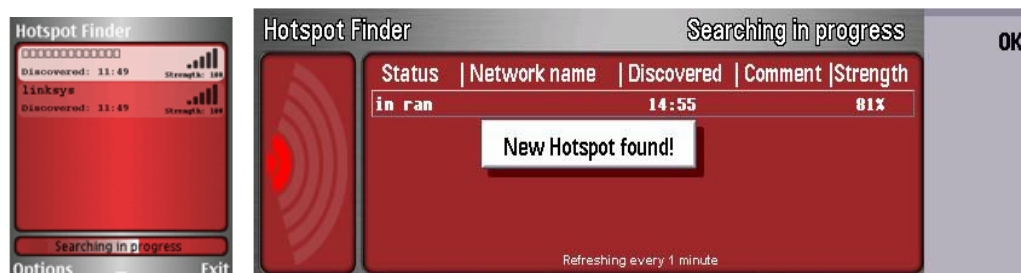 Hotspot Finder
Discovered: 11:49 Strength: 100
linksys
Discovered: 11:49 Strength: 100
Searching in progress
Options Exit
Hotspot Finder Searching in progress OK
Status |Network name |Discovered |Comment |Strength
in ran 14:55 81%
New Hotspot found!
Refreshing every 1 minute